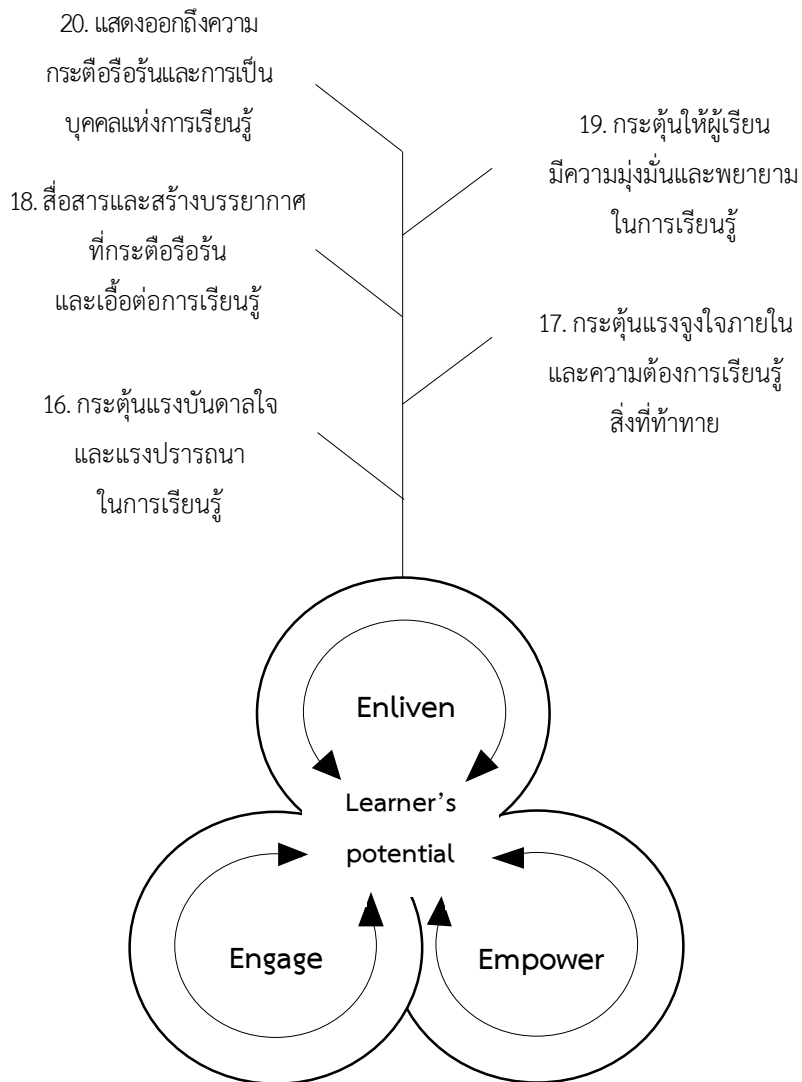 20. แสดงออกถึงความ
กระตือรือร้นและการเป็น
บุคคลแห่งการเรียนรู้
19. กระตุ้นให้ผู้เรียน
มีความมุ่งมั่นและพยายาม
ในการเรียนรู้
18. สื่อสารและสร้างบรรยากาศ
ที่กระตือรือร้น
และเอื้อต่อการเรียนรู้
17. กระตุ้นแรงจูงใจภายใน
และความต้องการเรียนรู้
สิ่งที่ท้าทาย
16. กระตุ้นแรงบันดาลใจ
และแรงปรารถนา
ในการเรียนรู้
Enliven
Learner's
potential
Engage
Empower